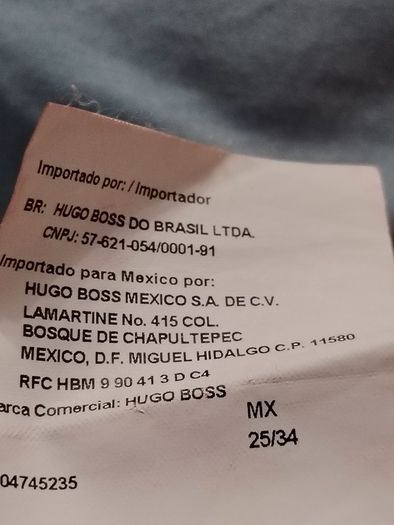 Importado por: / Importador
BR: HUGO BOSS DO BRASIL LTDA.
CNPJ: 57-621-054/0001-91
Importado para Mexico por:
HUGO BOSS MEXICO S.A. DE C.V.
LAMARTINE No. 415 COL.
BOSQUE DE CHAPULTEPEC
MEXICO, D.F. MIGUEL HIDALGO C.P. 11580
RFC HBM 9 90 41 3 D C4
arca Comercial: HUGO BOSS
MX
25/34
04745235